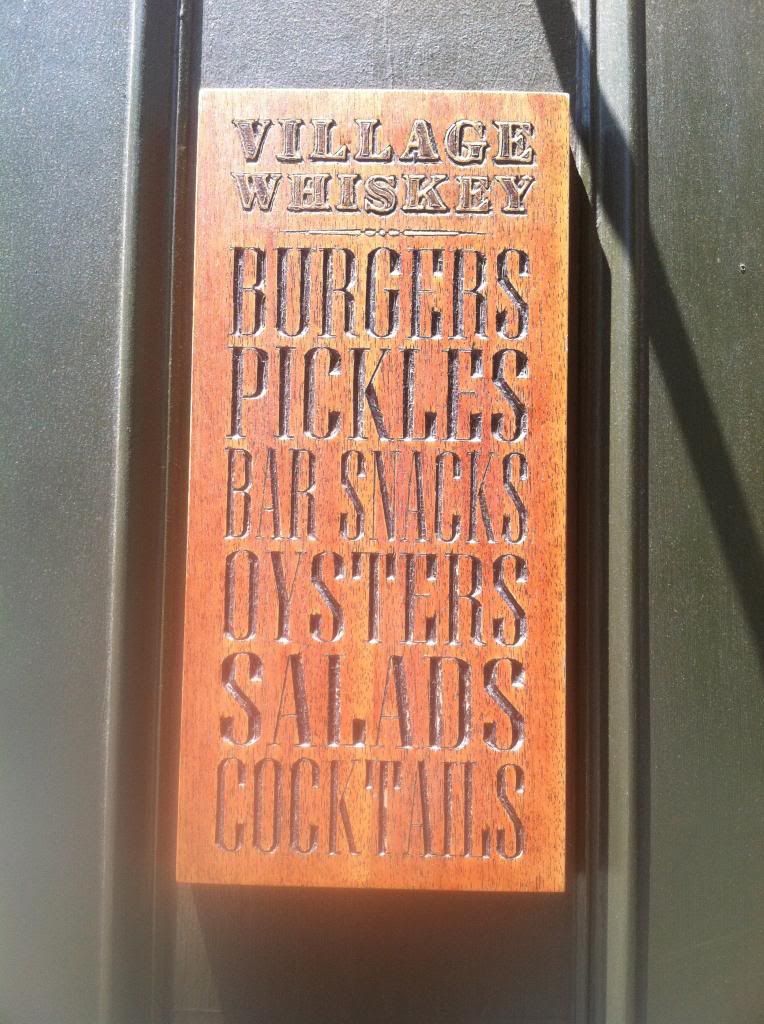 VILLAGE
WHISKEY
BURGERS
PICKLES
BAR SNACKS
OYSTERS
SALADS
COCKTAILS